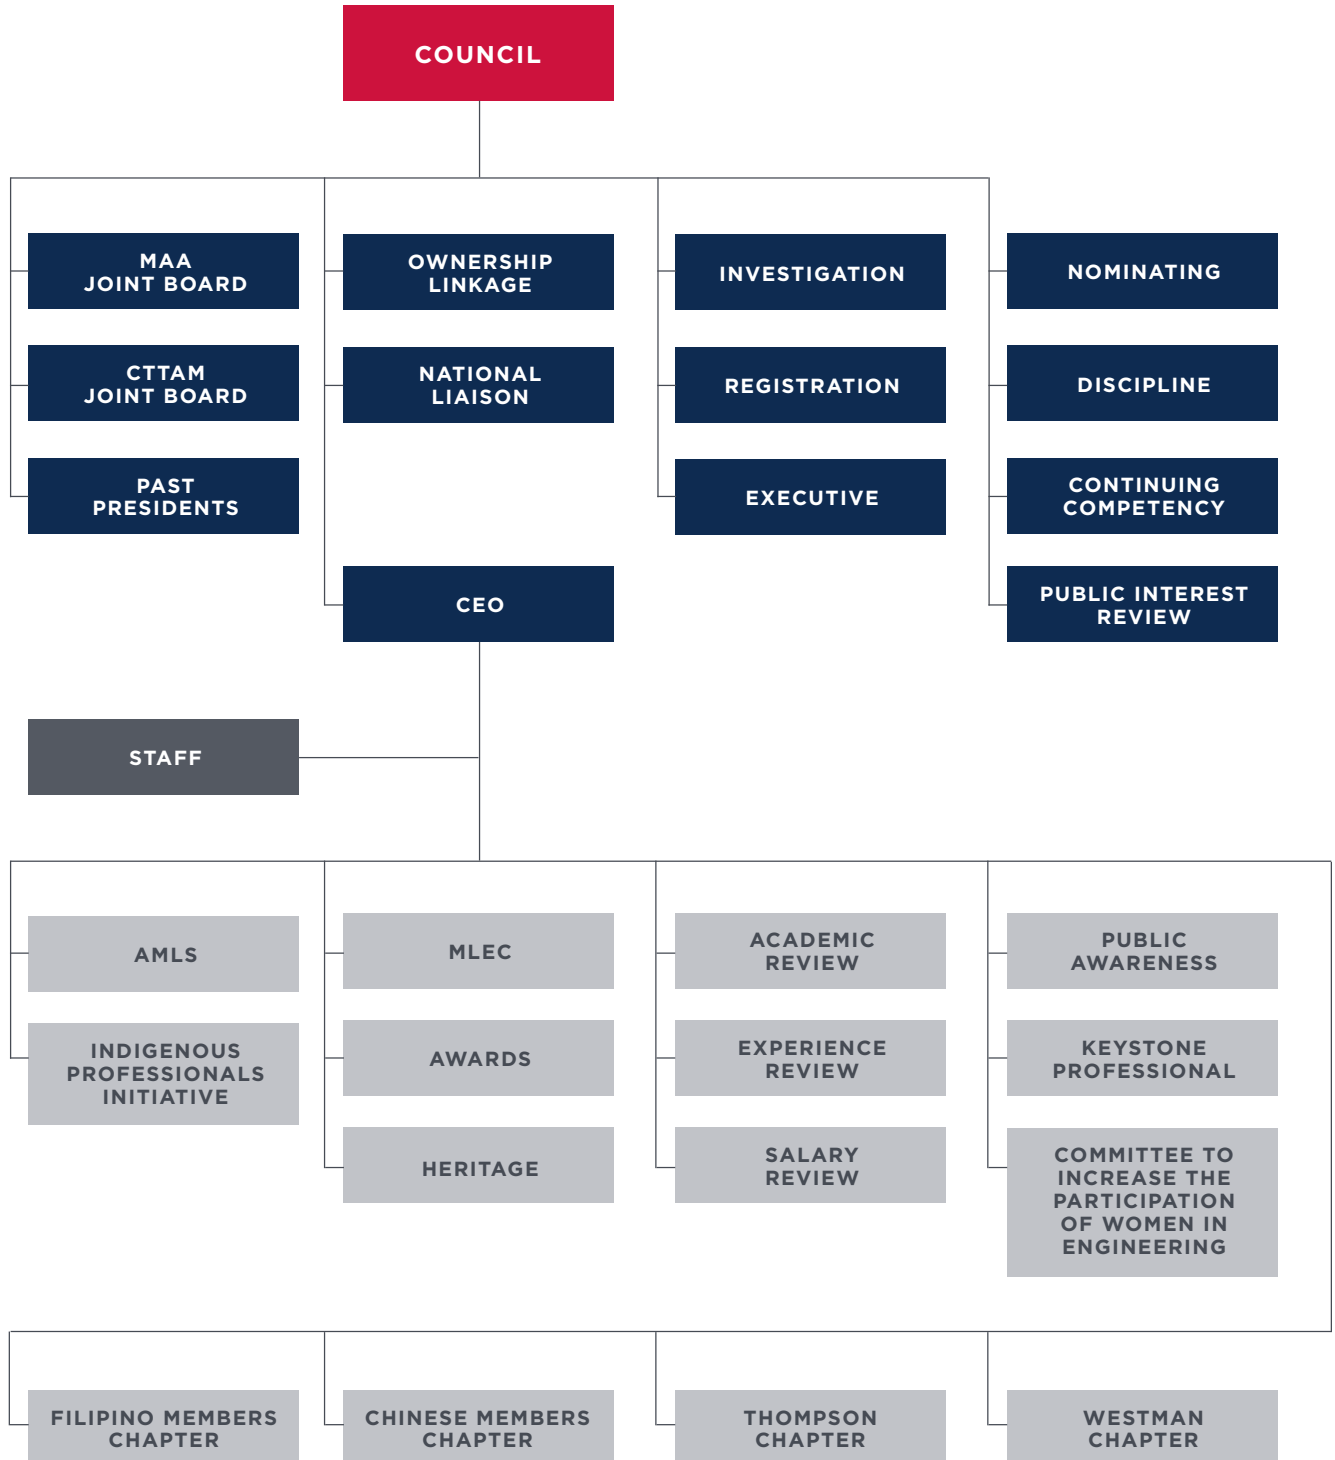 COUNCIL
MAA
JOINT BOARD
OWNERSHIP
LINKAGE
INVESTIGATION
NOMINATING
CTTAM
JOINT BOARD
NATIONAL
LIAISON
REGISTRATION
DISCIPLINE
PAST
PRESIDENTS
EXECUTIVE
CONTINUING
COMPETENCY
CEO
PUBLIC INTEREST
REVIEW
STAFF
AMLS
MLEC
ACADEMIC
REVIEW
PUBLIC
AWARENESS
INDIGENOUS
PROFESSIONALS
INITIATIVE
AWARDS
EXPERIENCE
REVIEW
KEYSTONE
PROFESSIONAL
HERITAGE
SALARY
REVIEW
COMMITTEE TO
INCREASE THE
PARTICIPATION
OF WOMEN IN
ENGINEERING
FILIPINO MEMBERS
CHAPTER
CHINESE MEMBERS
CHAPTER
THOMPSON
CHAPTER
WESTMAN
CHAPTER